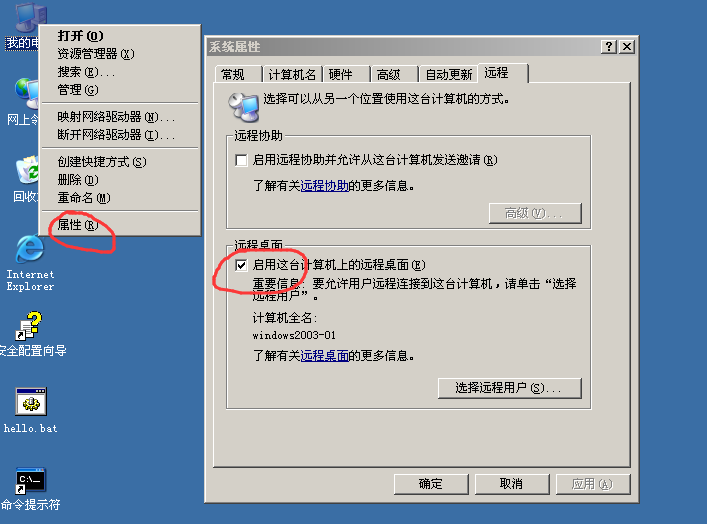 我的电
网上邻
回收
Internet
Explorer
安全配置向导
hello.bat
C:\...
命令提示符
打开(O)
资源管理器(X)
搜索(E)...
管理(G)
映射网络驱动器(N)...
断开网络驱动器(I)...
创建快捷方式(S)
删除(D)
重命名(M)
属性(R)
系统属性
常规
计算机名
硬件
高级
自动更新
远程
选择可以从另一个位置使用这台计算机的方式。
远程协助
启用远程协助并允许从这台计算机发送邀请(R)
了解有关远程协助的更多信息。
高级(V)...
远程桌面
启用这台计算机上的远程桌面(E)
重要信息: 要允许用户远程连接到这台计算机，请单击“选择
远程用户”。
计算机全名:
windows2003-01
了解有关远程桌面的更多信息。
选择远程用户(S)...
确定
取消
应用(A)